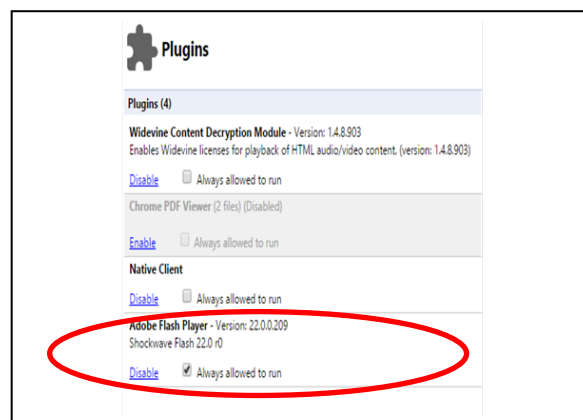 Plugins
Plugins (4)
Widevine Content Decryption Module - Version: 1.4.8.903
Enables Widevine licenses for playback of HTML audio/video content. (version: 1.4.8.903)
Disable Always allowed to run
Chrome PDF Viewer (2 files) (Disabled)
Enable Always allowed to run
Native Client
Disable Always allowed to run
Adobe Flash Player - Version: 22.0.0.209
Shockwave Flash 22.0 r0
Disable Always allowed to run